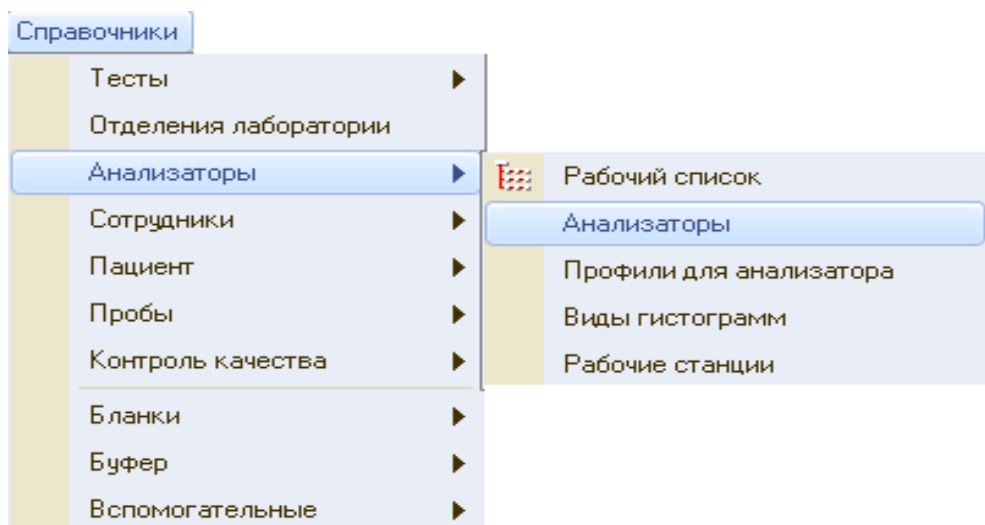 Справочники
Тесты
Отделения лаборатории
Анализаторы
Сотрудники
Пациент
Пробы
Контроль качества
Бланки
Буфер
Вспомогательные
Рабочий список
Анализаторы
Профили для анализатора
Виды гистограмм
Рабочие станции